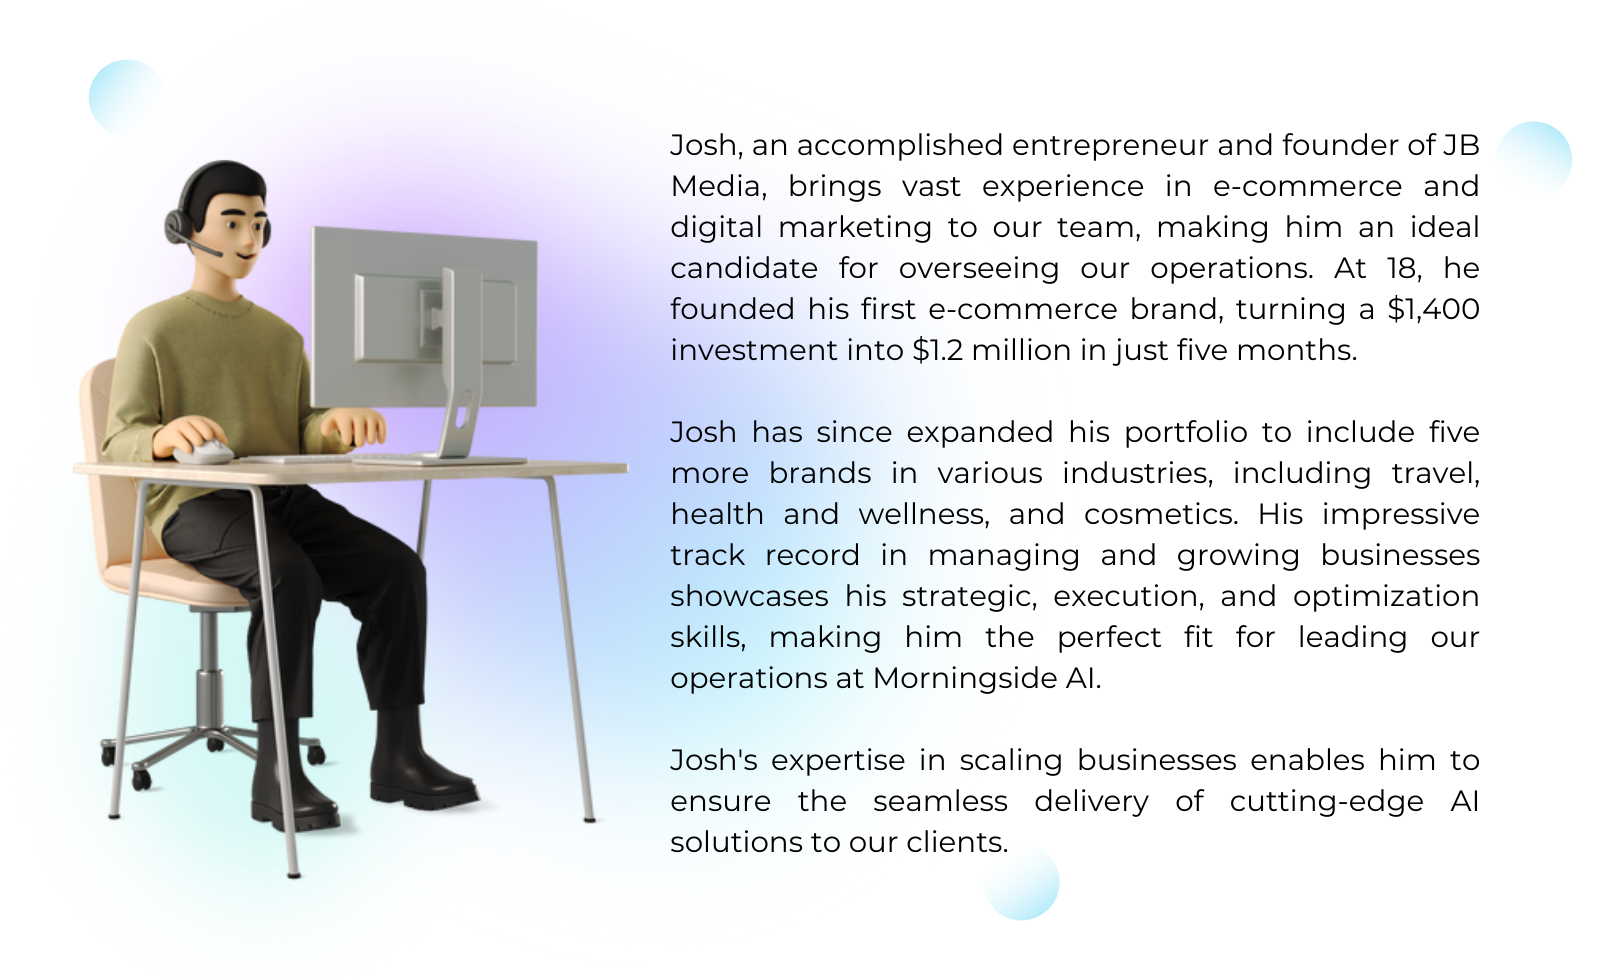 Josh, an accomplished entrepreneur and founder of JB
Media, brings vast experience in e-commerce and
digital marketing to our team, making him an ideal
candidate for overseeing our operations. At 18, he
founded his first e-commerce brand, turning a $1,400
investment into $1.2 million in just five months.
Josh has since expanded his portfolio to include five
more brands in various industries, including travel,
health and wellness, and cosmetics. His impressive
track record in managing and growing businesses
showcases his strategic, execution, and optimization
skills, making him the perfect fit for leading our
operations at Morningside AI.
Josh's expertise in scaling businesses enables him to
ensure the seamless delivery of cutting-edge AI
solutions to our clients.